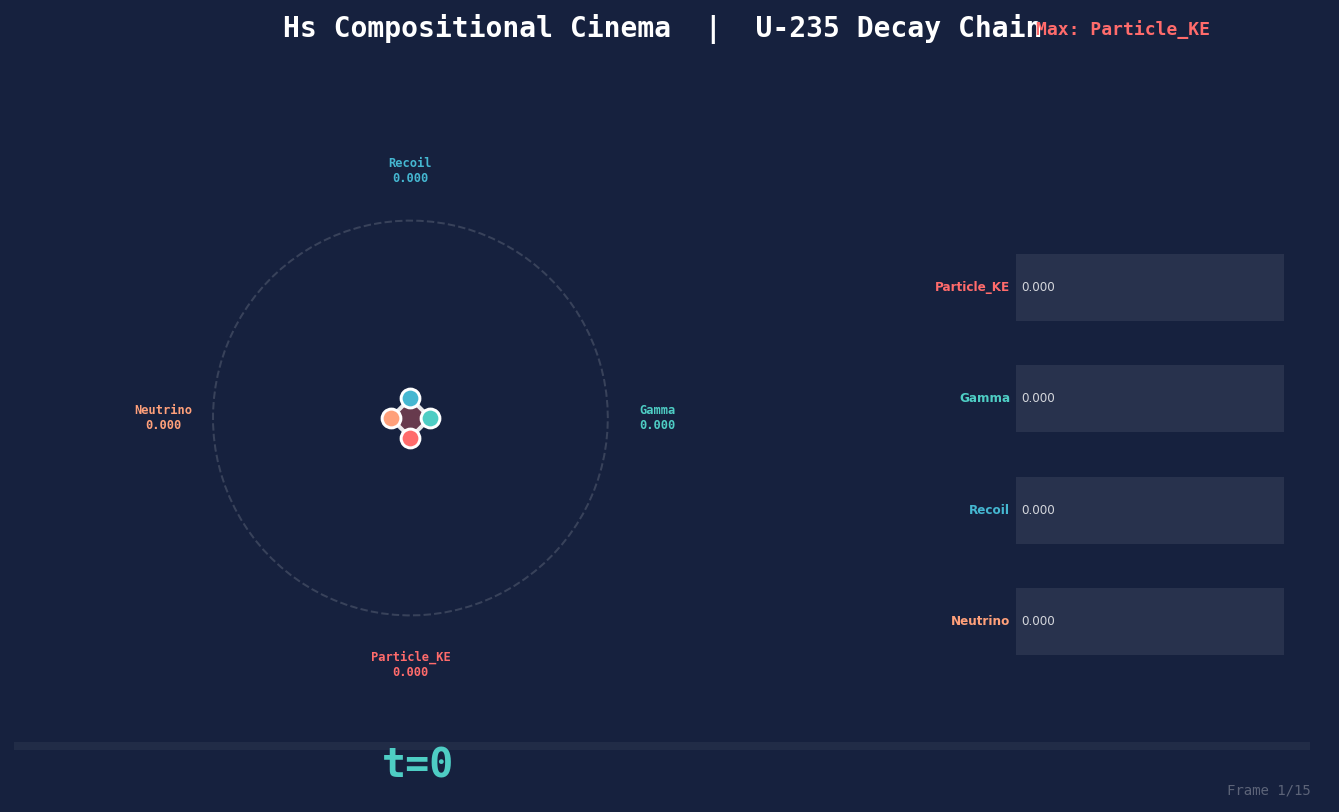 Hs Compositional Cinema | U-235 Decay Chain
Max: Particle_KE
Recoil
0.000
Neutrino
0.000
Gamma
0.000
Particle_KE
0.000
Particle_KE 0.000
Gamma 0.000
Recoil 0.000
Neutrino 0.000
t=0
Frame 1/15